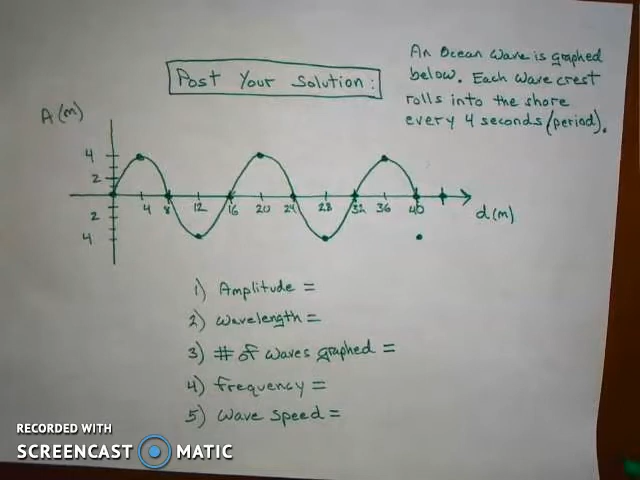 An Ocean Wave is graphed
below. Each wave crest
rolls into the shore
every 4 seconds (period).
Post Your Solution:
A(m)
4
2
2
4
4 8 12 16 20 24 28 32 36 40
d(m)
1) Amplitude =
2) Wavelength =
3) # of waves graphed =
4) frequency =
5) Wave speed =
RECORDED WITH
SCREENCAST MATIC